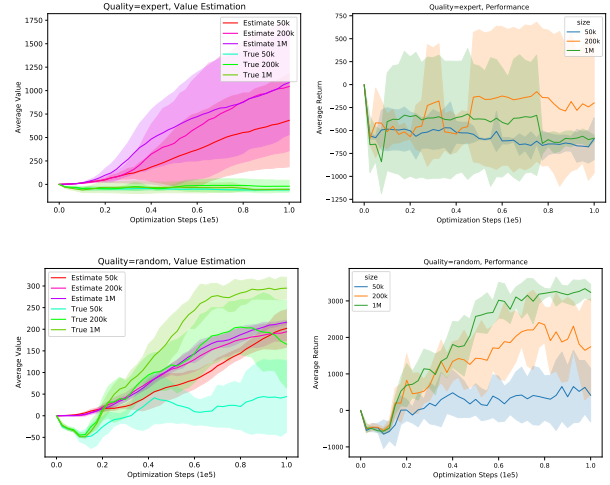 Quality=expert, Value Estimation
Average Value
1750
1500
1250
1000
750
500
250
0
Estimate 50k
Estimate 200k
Estimate 1M
True 50k
True 200k
True 1M
0.0 0.2 0.4 0.6 0.8 1.0
Optimization Steps (1e5)
Quality=expert, Performance
Average Return
750
500
250
0
−250
−500
−750
−1000
−1250
size
50k
200k
1M
0.0 0.2 0.4 0.6 0.8 1.0
Optimization Steps (1e5)
Quality=random, Value Estimation
Average Value
300
250
200
150
100
50
0
−50
Estimate 50k
Estimate 200k
Estimate 1M
True 50k
True 200k
True 1M
0.0 0.2 0.4 0.6 0.8 1.0
Optimization Steps (1e5)
Quality=random, Performance
Average Return
3000
2000
1000
0
−1000
size
50k
200k
1M
0.0 0.2 0.4 0.6 0.8 1.0
Optimization Steps (1e5)